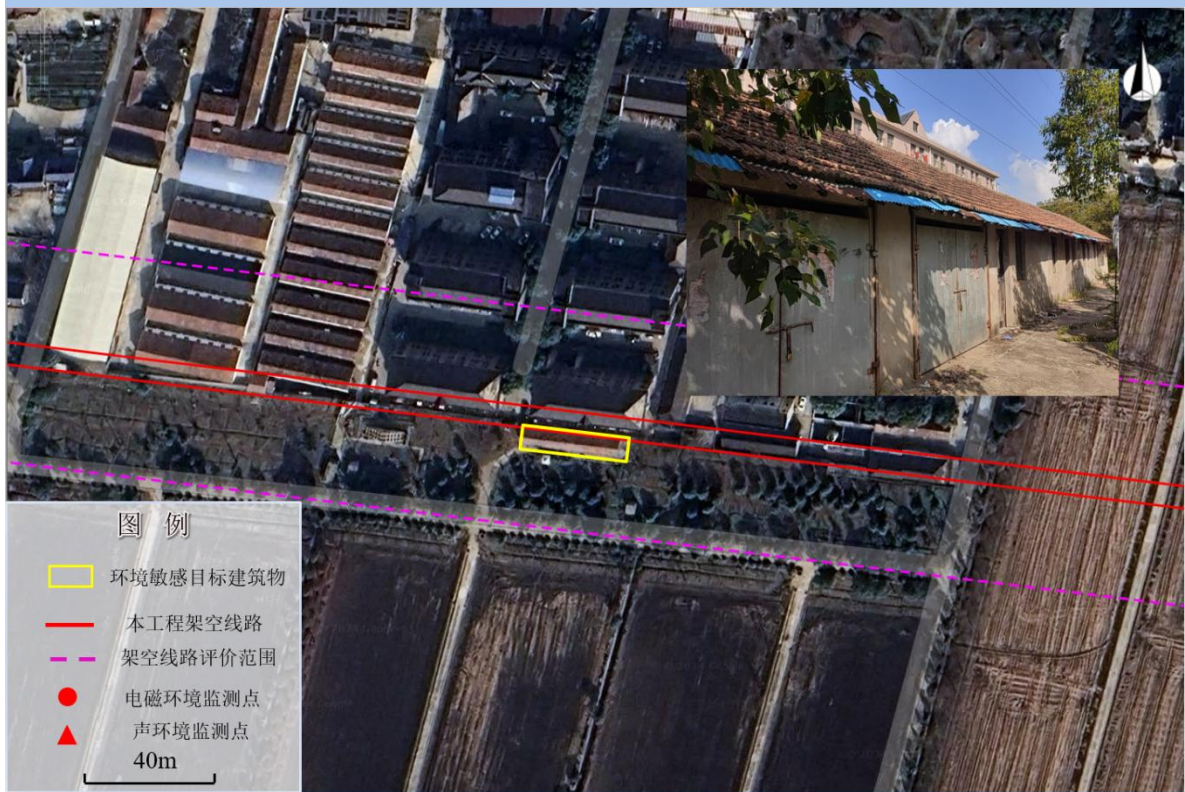 图 例
环境敏感目标建筑物
本工程架空线路
架空线路评价范围
电磁环境监测点
声环境监测点
40m